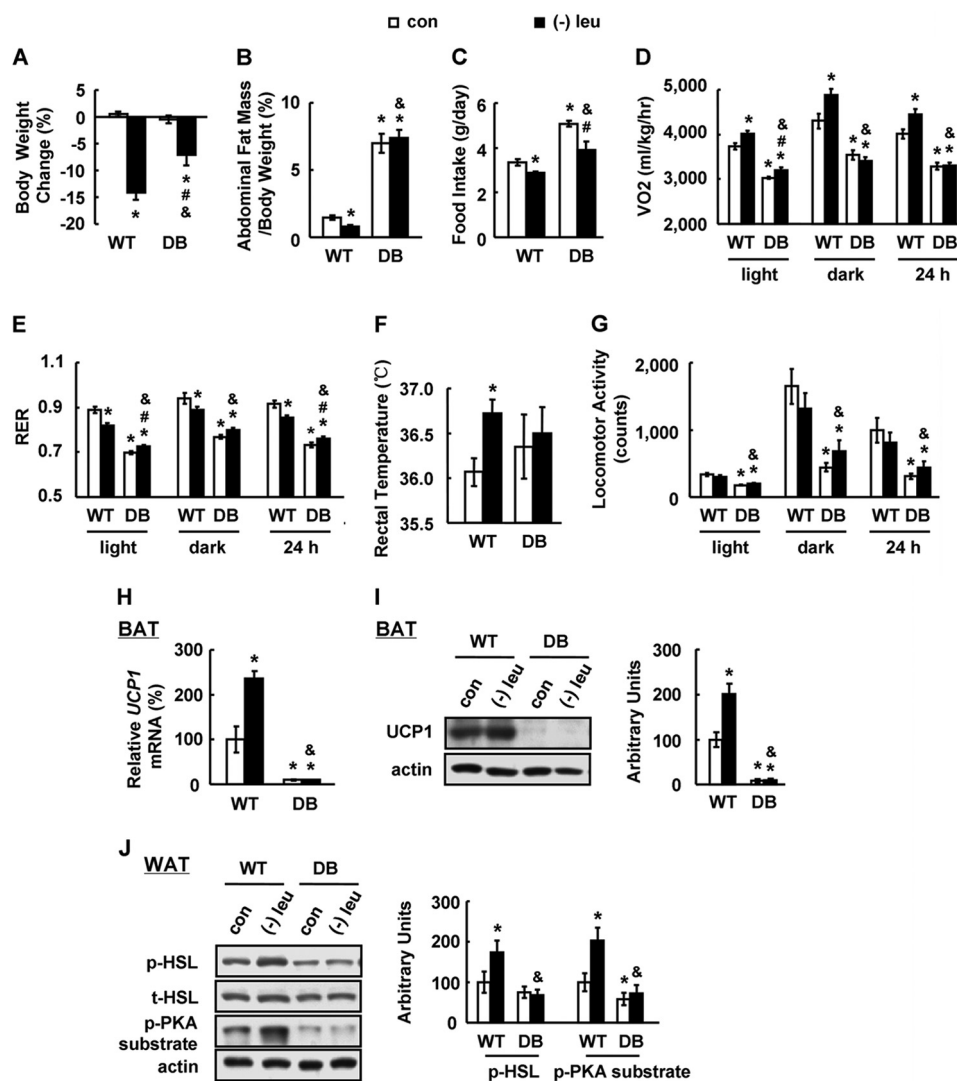 con (-) leu
A
Body Weight
Change (%)
5
0
-5
-10
-15
-20
*
*
#
&
WT DB
B
Abdominal Fat Mass
/Body Weight (%)
10
5
0
*
*
&
*
WT DB
C
Food Intake (g/day)
6
4
2
0
*
*
&
#
WT DB
D
VO2 (ml/kg/hr)
5,000
4,000
3,000
2,000
*
*
&
#
*
*
*
&
*
*
*
&
*
WT DB WT DB WT DB
light dark 24 h
E
RER
1.1
0.9
0.7
0.5
*
*
&
#
*
*
*
&
*
*
*
&
#
*
WT DB WT DB WT DB
light dark 24 h
F
Rectal Temperature (℃)
37.0
36.5
36.0
35.5
*
WT DB
G
Locomotor Activity
(counts)
2,000
1,000
0
*
&
*
*
&
*
*
&
*
WT DB WT DB WT DB
light dark 24 h
H
BAT
Relative UCP1
mRNA (%)
300
200
100
0
*
*
&
*
WT DB
I
BAT
WT DB
con (-) leu con (-) leu
UCP1
actin
Arbitrary Units
300
200
100
0
*
*
&
*
WT DB
J
WAT
WT DB
con (-) leu con (-) leu
p-HSL
t-HSL
p-PKA
substrate
actin
Arbitrary Units
300
200
100
0
*
&
*
*
&
WT DB WT DB
p-HSL p-PKA substrate